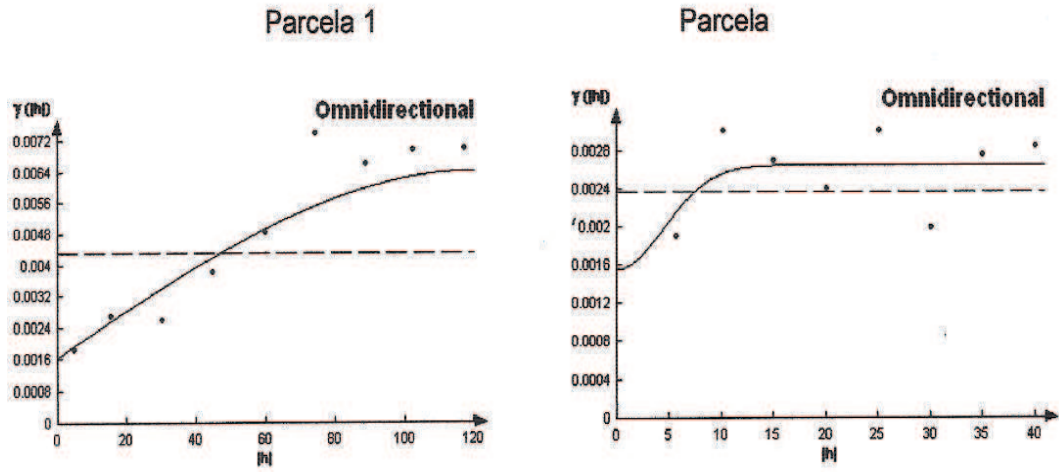 Parcela 1
γ (|h|)
Omnidirectional
0.0072
0.0064
0.0048
0.004
0.0032
0.0024
0.0016
0.0008
0
0 20 40 60 80 100 120
|h|
Parcela
γ (|h|)
Omnidirectional
0.0028
0.0024
0.002
0.0016
0.0012
0.0008
0.0004
0
0 5 10 15 20 25 30 35 40
|h|